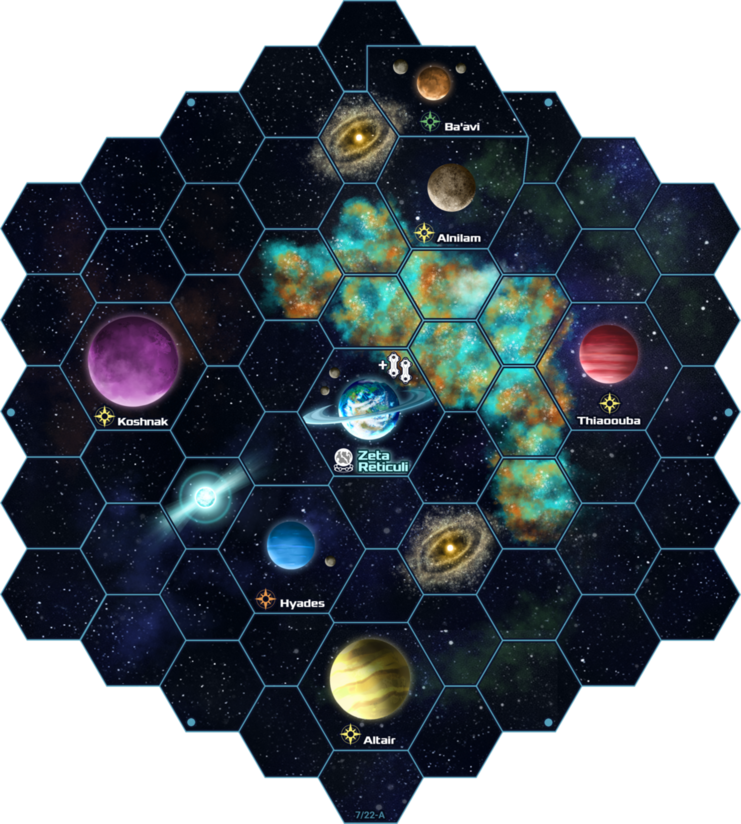 Ba'avi
Alnilam
+
Koshnak
Thiaoouba
Zeta
Reticuli
Hyades
Altair
7/22-A